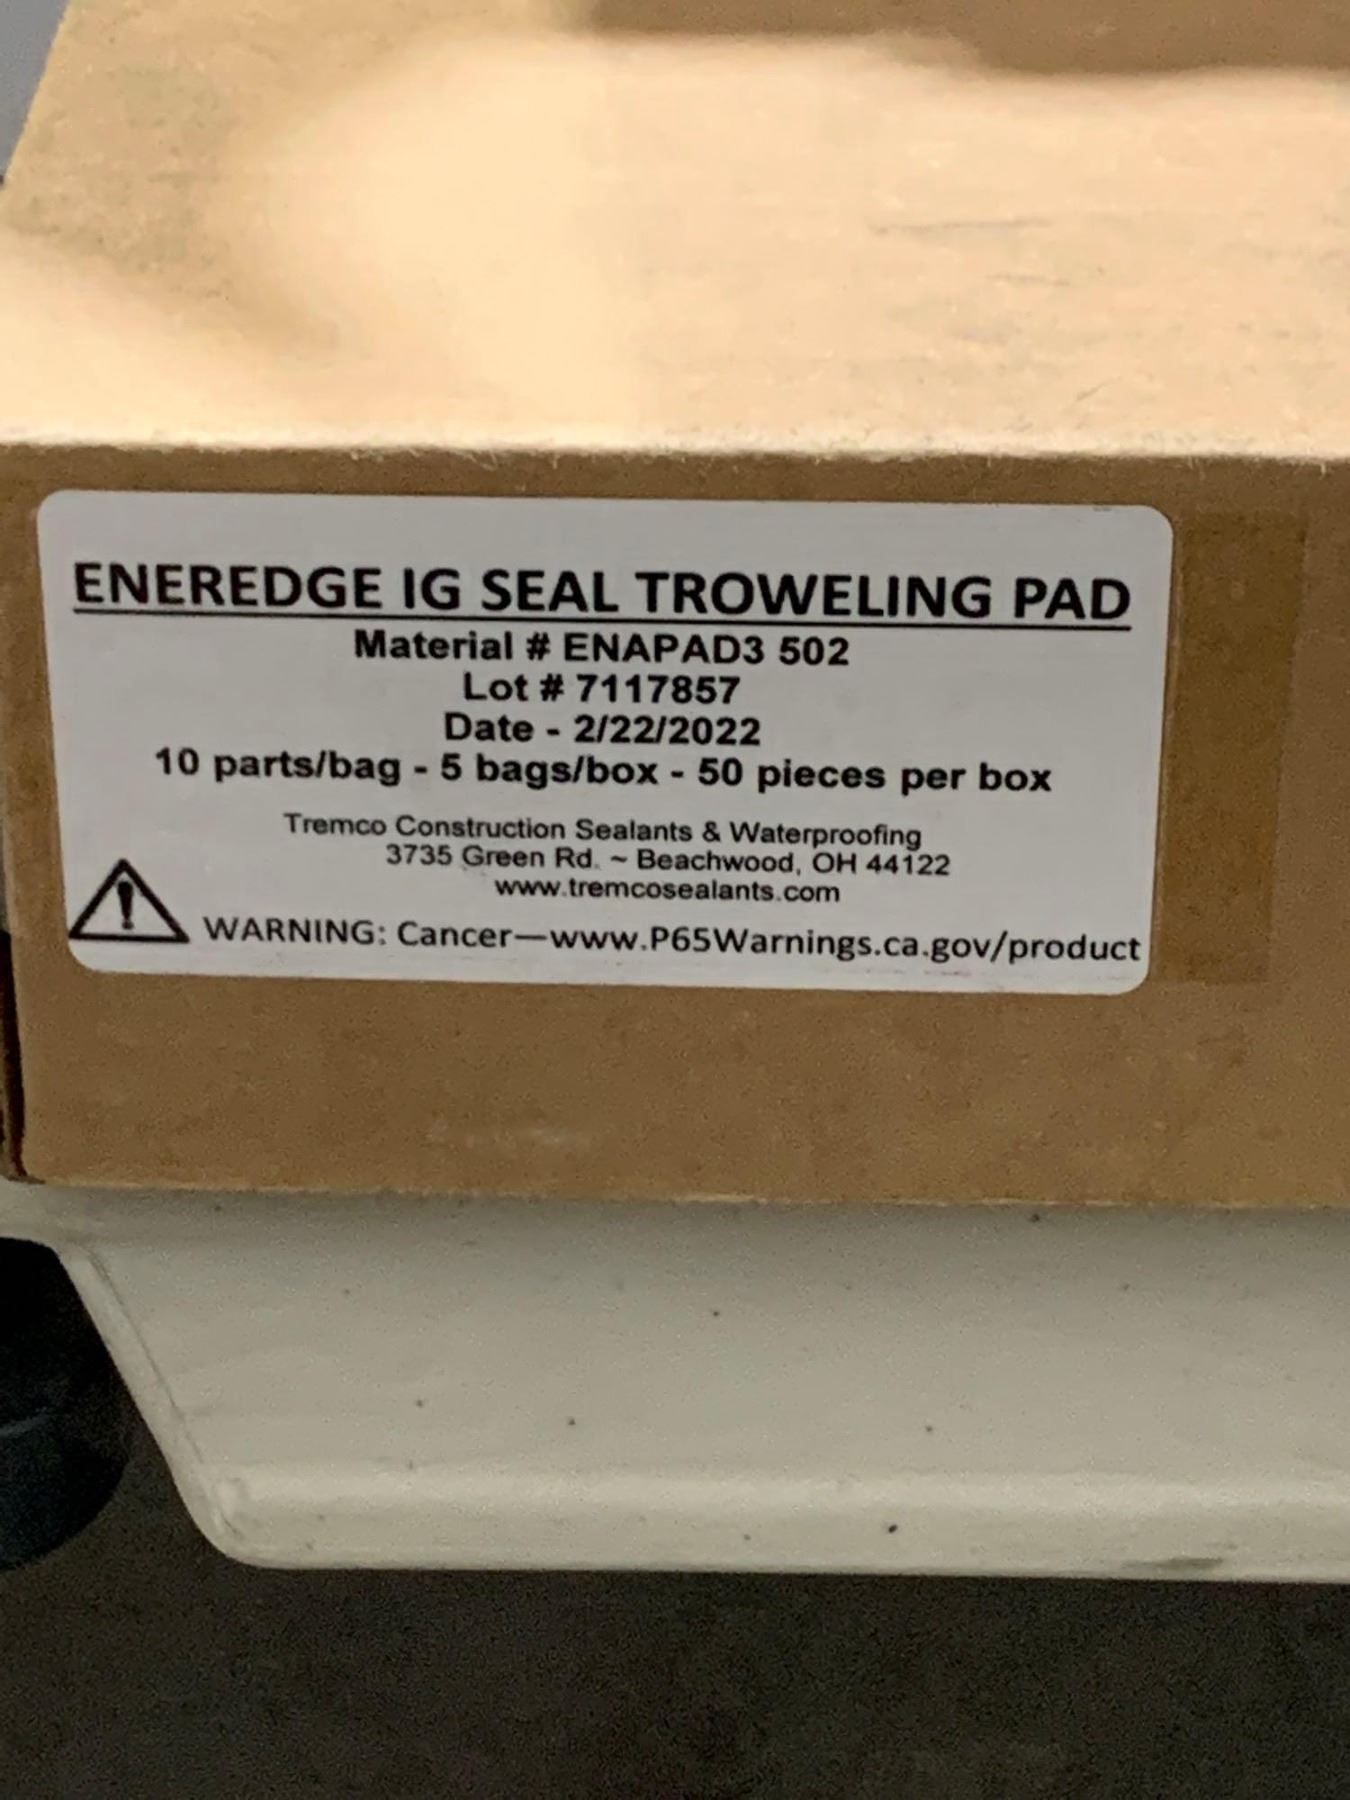 ENEREDGE IG SEAL TROWELING PAD
Material # ENAPAD3 502
Lot # 7117857
Date - 2/22/2022
10 parts/bag - 5 bags/box - 50 pieces per box
Tremco Construction Sealants & Waterproofing
3735 Green Rd. ~ Beachwood, OH 44122
www.tremcosealants.com
WARNING: Cancer—www.P65Warnings.ca.gov/product